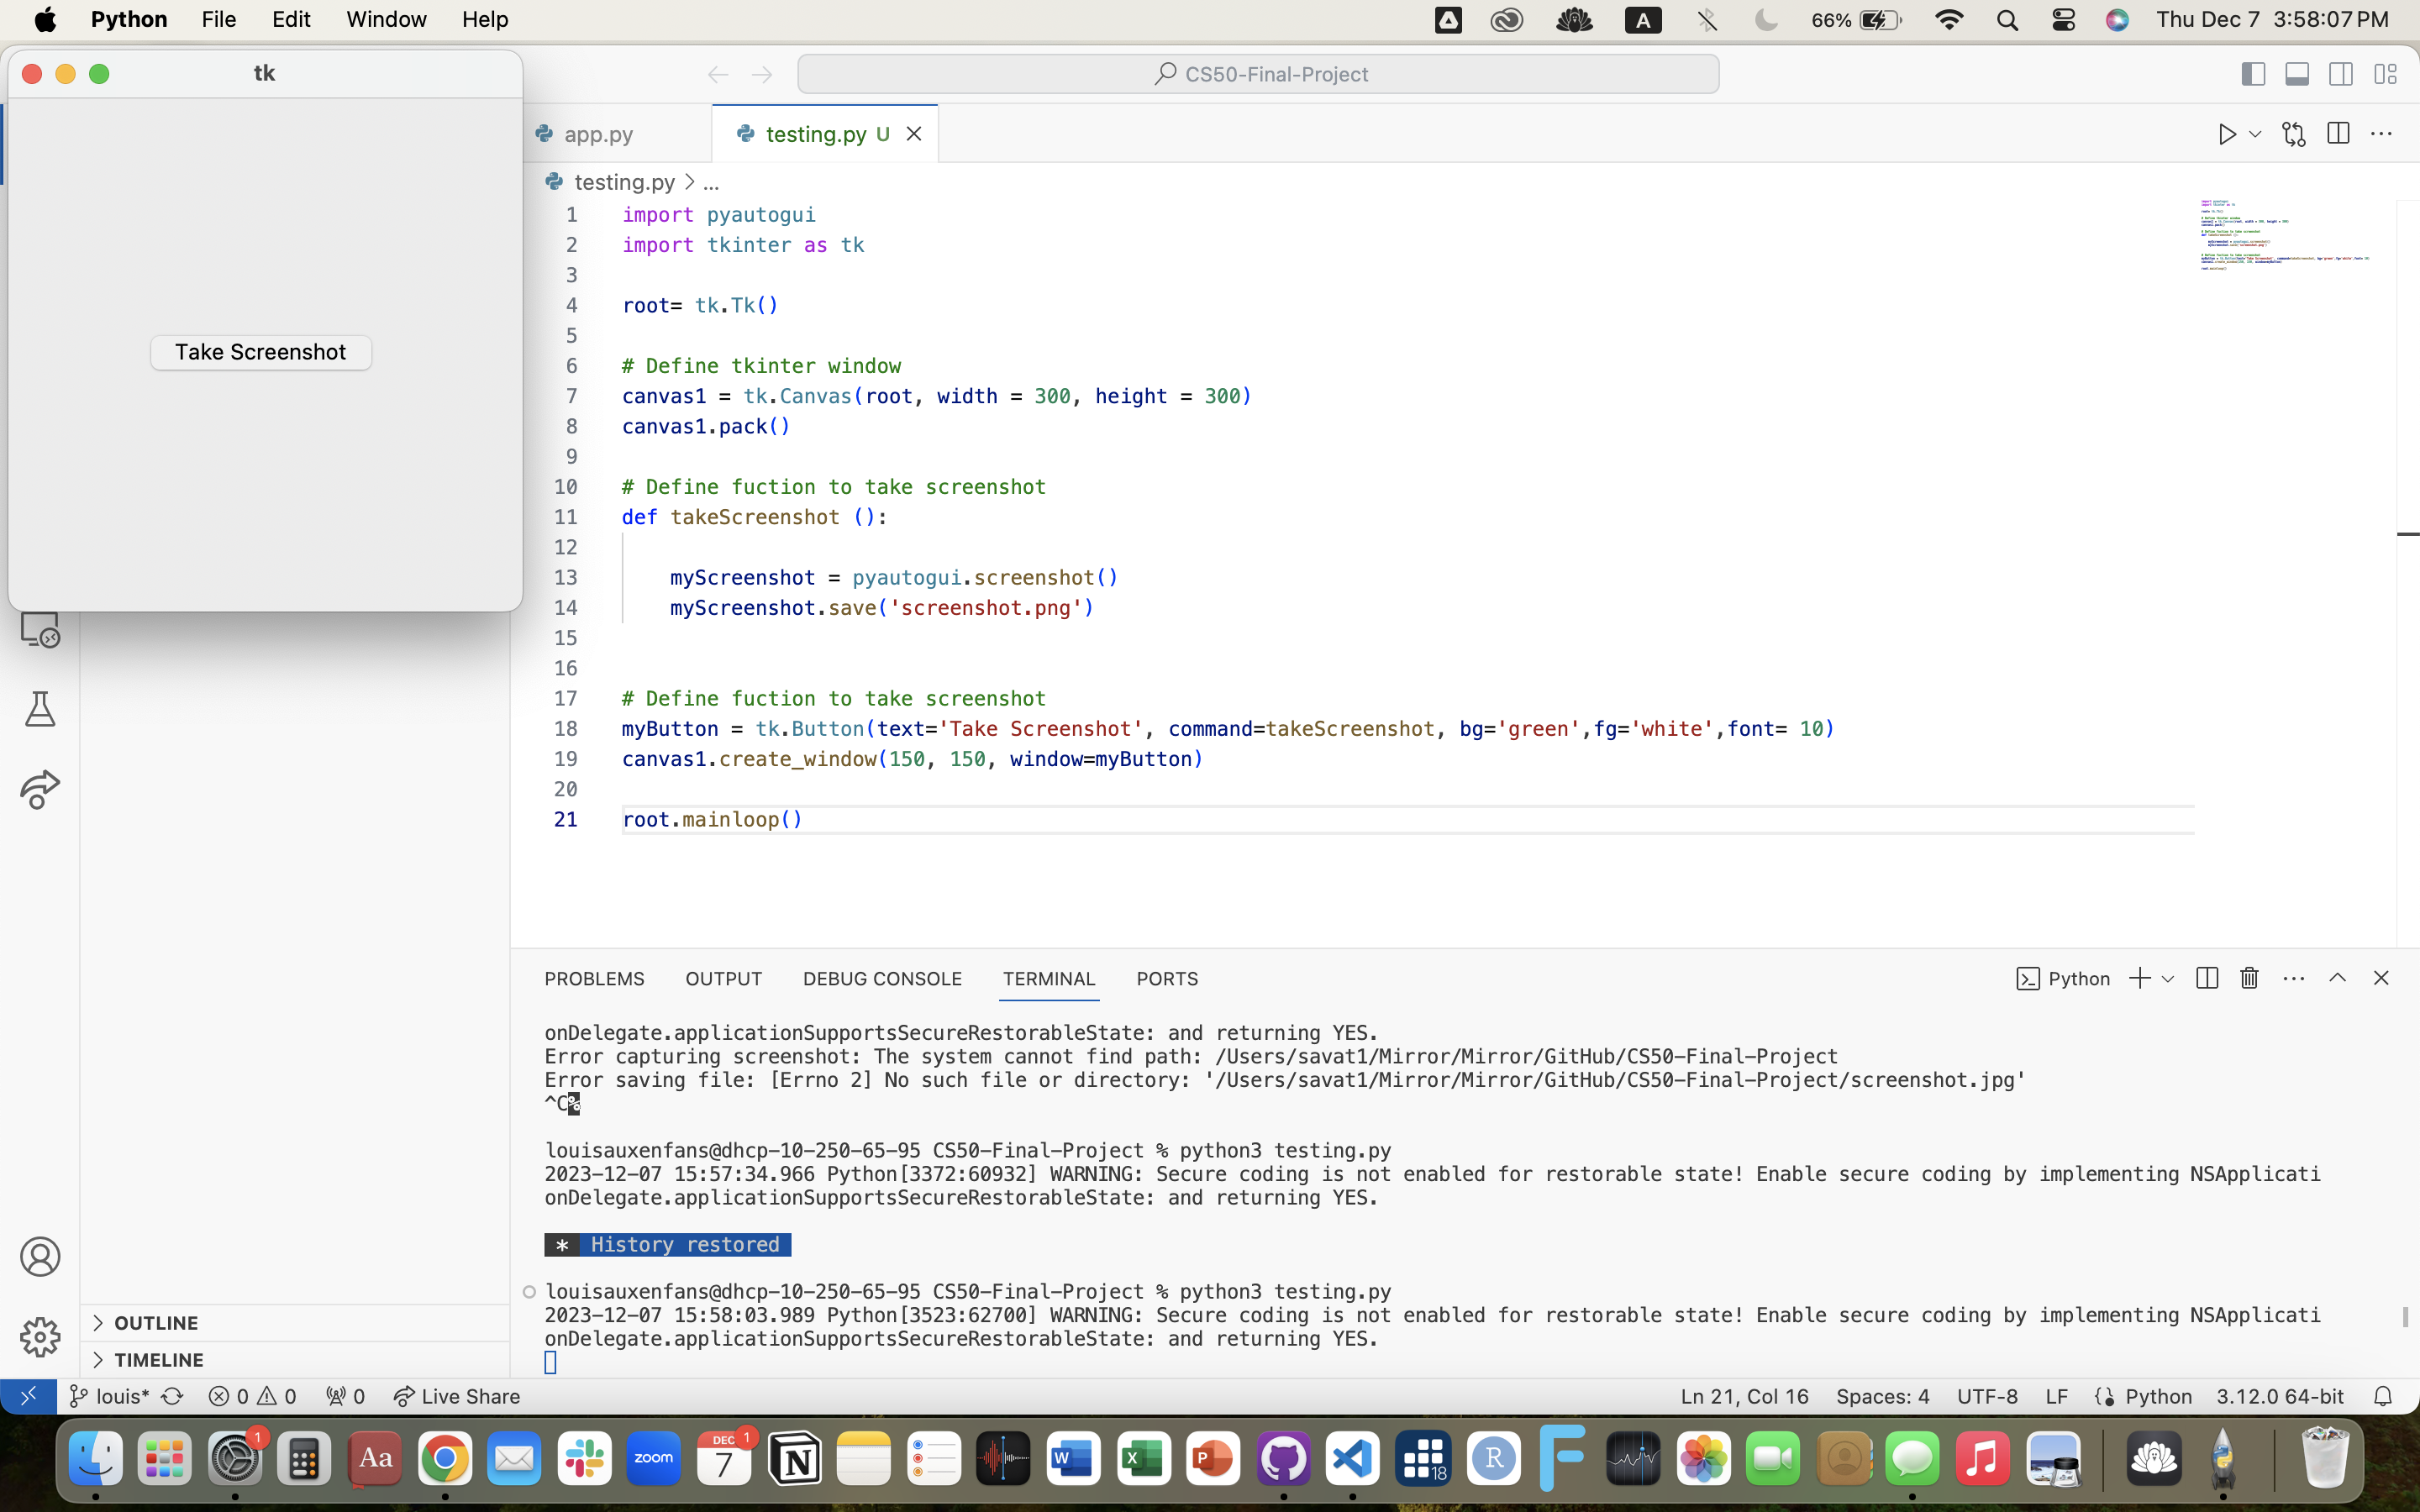 Python File Edit Window Help
A 66% Thu Dec 7 3:58:07 PM
tk
CS50-Final-Project
app.py
testing.py U
testing.py > ...
Take Screenshot
1 import pyautogui
2 import tkinter as tk
3
4 root= tk.Tk()
5
6 # Define tkinter window
7 canvas1 = tk.Canvas(root, width = 300, height = 300)
8 canvas1.pack()
9
10 # Define fuction to take screenshot
11 def takeScreenshot ():
12
13 myScreenshot = pyautogui.screenshot()
14 myScreenshot.save('screenshot.png')
15
16
17 # Define fuction to take screenshot
18 myButton = tk.Button(text='Take Screenshot', command=takeScreenshot, bg='green',fg='white',font= 10)
19 canvas1.create_window(150, 150, window=myButton)
20
21 root.mainloop()
PROBLEMS OUTPUT DEBUG CONSOLE TERMINAL PORTS
Python
onDelegate.applicationSupportsSecureRestorableState: and returning YES.
Error capturing screenshot: The system cannot find path: /Users/savat1/Mirror/Mirror/GitHub/CS50-Final-Project
Error saving file: [Errno 2] No such file or directory: '/Users/savat1/Mirror/Mirror/GitHub/CS50-Final-Project/screenshot.jpg'
^C%
louisauxenfans@dhcp-10-250-65-95 CS50-Final-Project % python3 testing.py
2023-12-07 15:57:34.966 Python[3372:60932] WARNING: Secure coding is not enabled for restorable state! Enable secure coding by implementing NSApplicati
onDelegate.applicationSupportsSecureRestorableState: and returning YES.
* History restored
louisauxenfans@dhcp-10-250-65-95 CS50-Final-Project % python3 testing.py
2023-12-07 15:58:03.989 Python[3523:62700] WARNING: Secure coding is not enabled for restorable state! Enable secure coding by implementing NSApplicati
onDelegate.applicationSupportsSecureRestorableState: and returning YES.
OUTLINE
TIMELINE
louis* 0 0 0 Live Share
Ln 21, Col 16 Spaces: 4 UTF-8 LF Python 3.12.0 64-bit
1 Aa zoom DEC 1 7 N W X P 18 R F